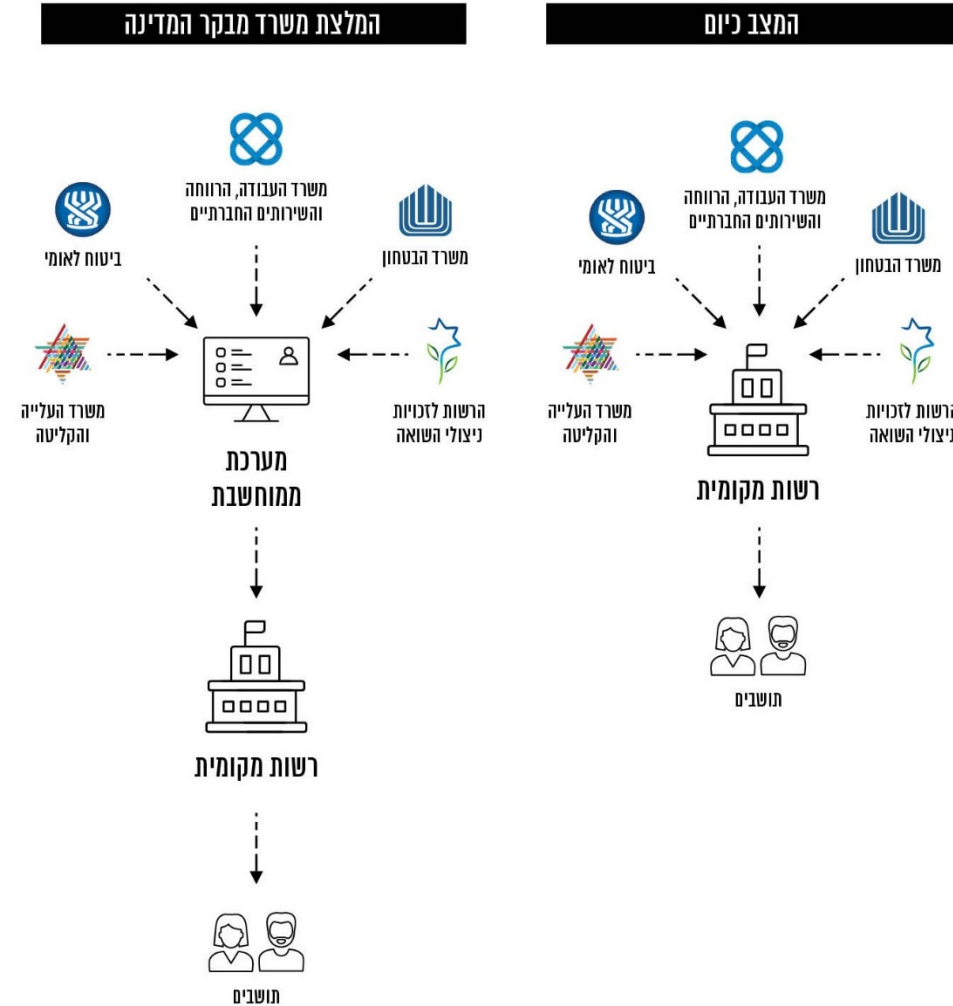 המצב כיום
משרד העבודה, הרווחה
והשירותים החברתיים
משרד הבטחון
ביטוח לאומי
הרשות לזכויות
ניצולי השואה
משרד העלייה
והקליטה
רשות מקומית
תושבים
המלצת משרד מבקר המדינה
משרד העבודה, הרווחה
והשירותים החברתיים
משרד הבטחון
ביטוח לאומי
הרשות לזכויות
ניצולי השואה
משרד העלייה
והקליטה
מערכת
ממוחשבת
רשות מקומית
תושבים